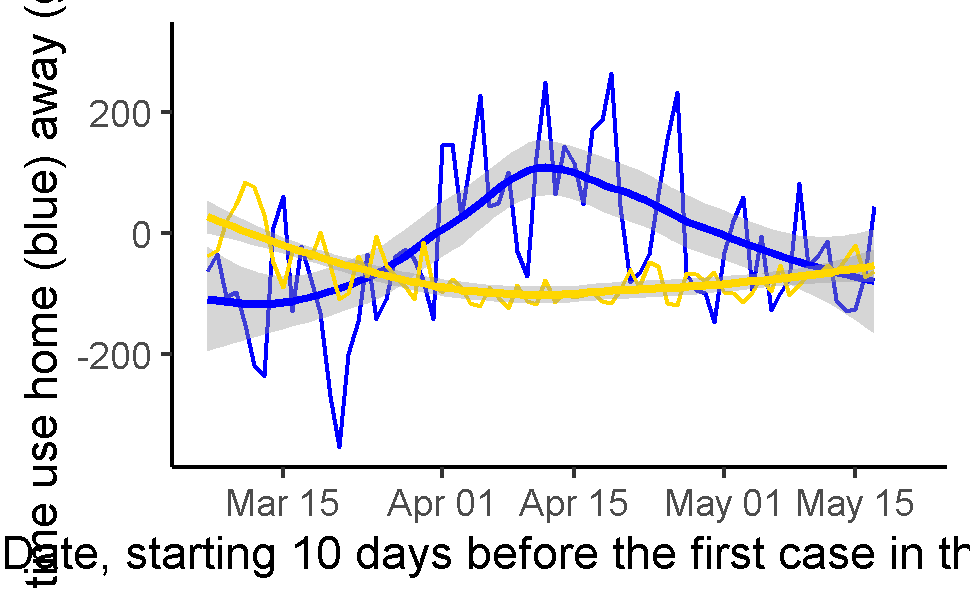 time use home (blue) away (
200
0
-200
Mar 15
Apr 01
Apr 15
May 01
May 15
Date, starting 10 days before the first case in th